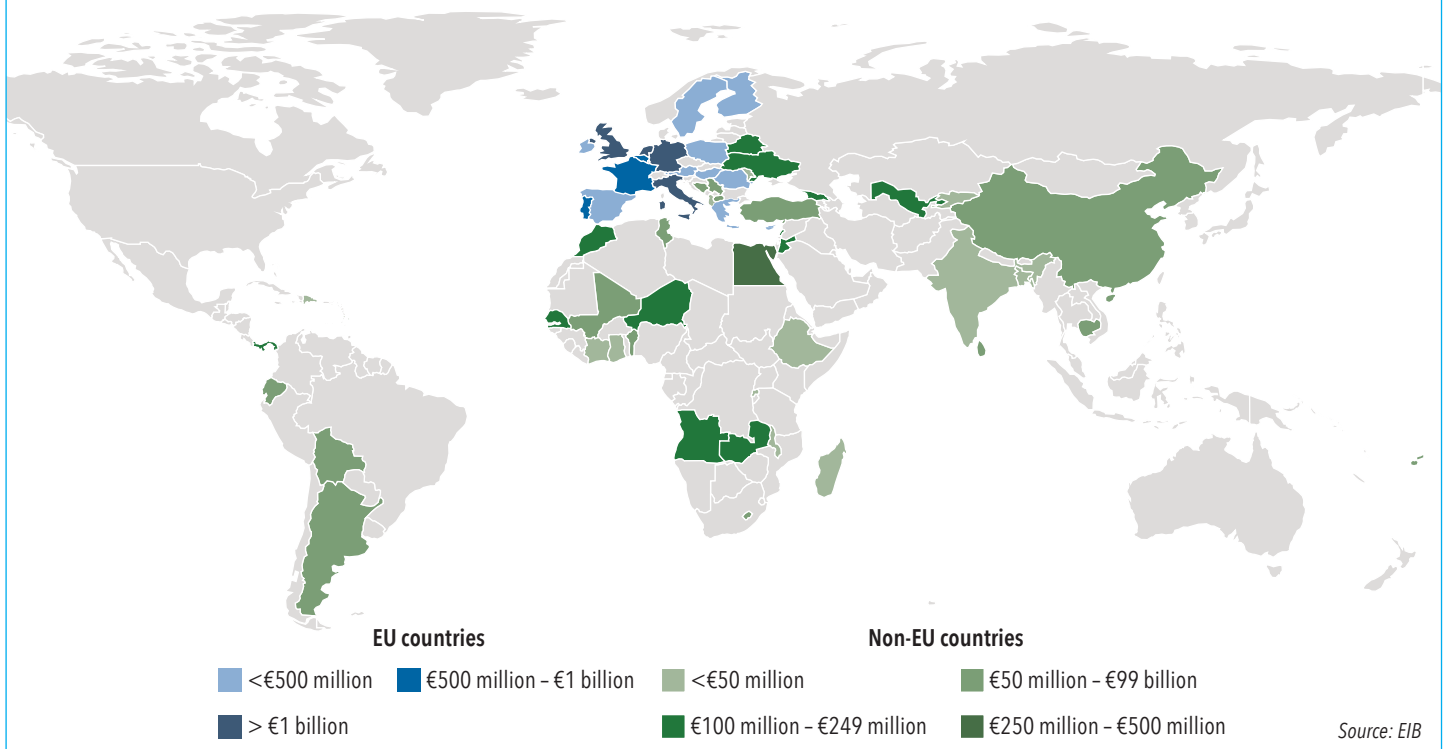 EU countries
Non-EU countries
<€500 million
€500 million – €1 billion
<€50 million
€50 million – €99 billion
> €1 billion
€100 million – €249 million
€250 million – €500 million
Source: EIB